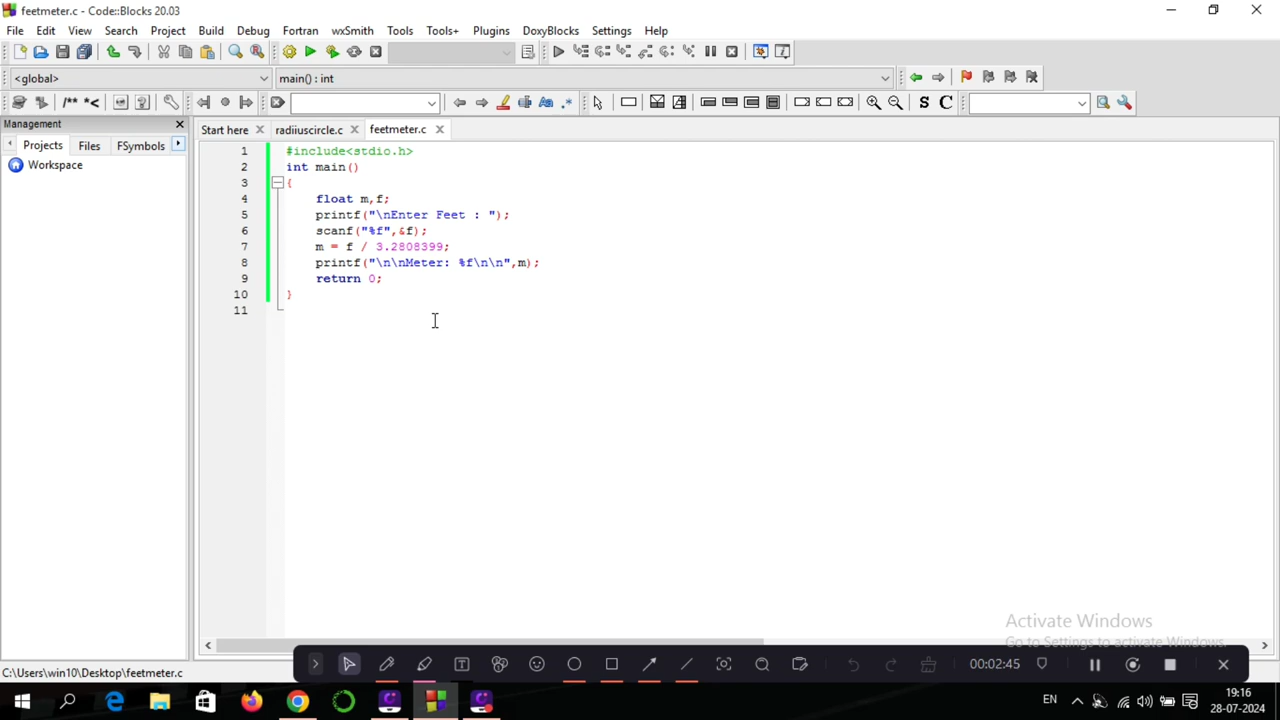 feetmeter.c - Code::Blocks 20.03
File Edit View Search Project Build Debug Fortran wxSmith Tools Tools+ Plugins DoxyBlocks Settings Help
<global> main() : int
/** *< S C
Management
Projects Files FSymbols
Workspace
Start here radiiuscircle.c feetmeter.c
1 #include<stdio.h>
2 int main()
3 {
4 float m,f;
5 printf("\nEnter Feet : ");
6 scanf("%f",&f);
7 m = f / 3.2808399;
8 printf("\n\nMeter: %f\n\n",m);
9 return 0;
10 }
11
Activate Windows
Go to Settings to activate Windows.
00:02:45
C:\Users\win10\Desktop\feetmeter.c
EN 19:16
28-07-2024